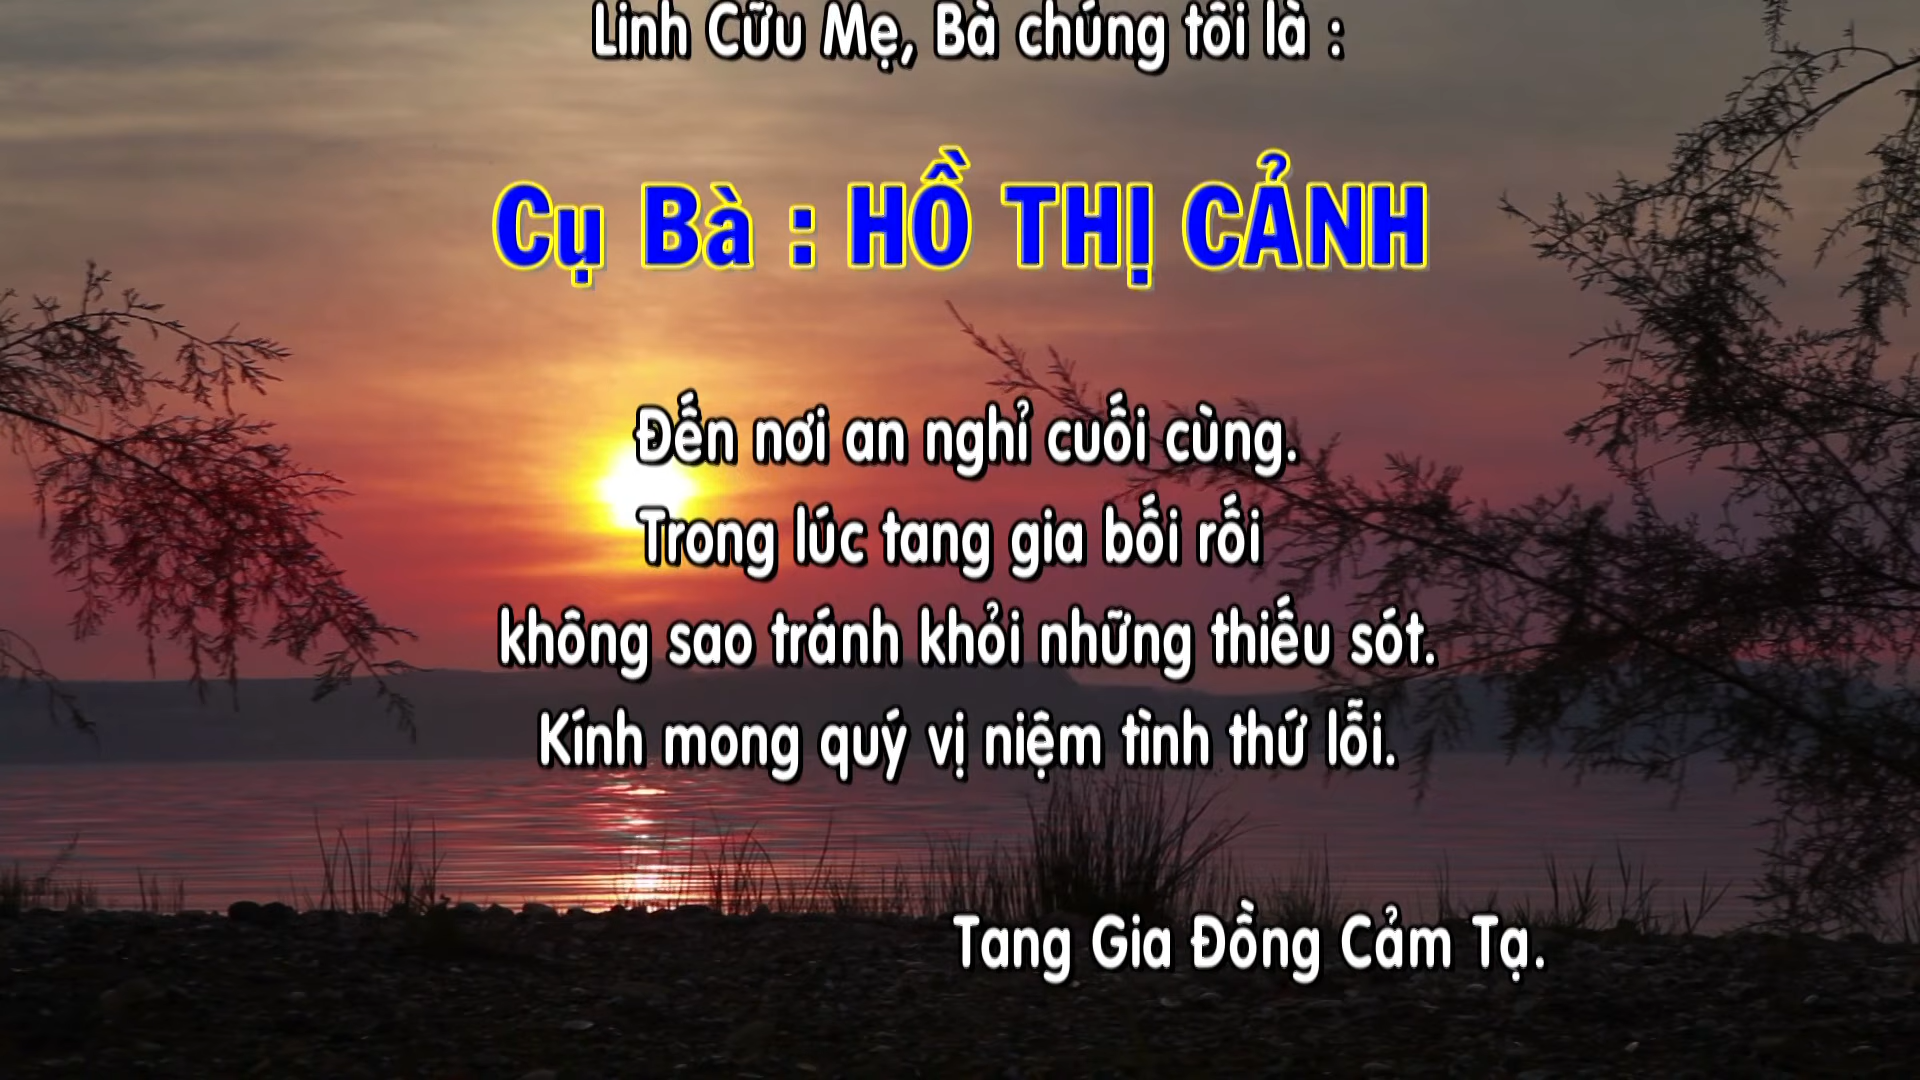 Linh Cữu Mẹ, Bà chúng tôi là :
Cụ Bà : HỒ THỊ CẢNH
Đến nơi an nghỉ cuối cùng.
Trong lúc tang gia bối rối
không sao tránh khỏi những thiếu sót.
Kính mong quý vị niệm tình thứ lỗi.
Tang Gia Đồng Cảm Tạ.